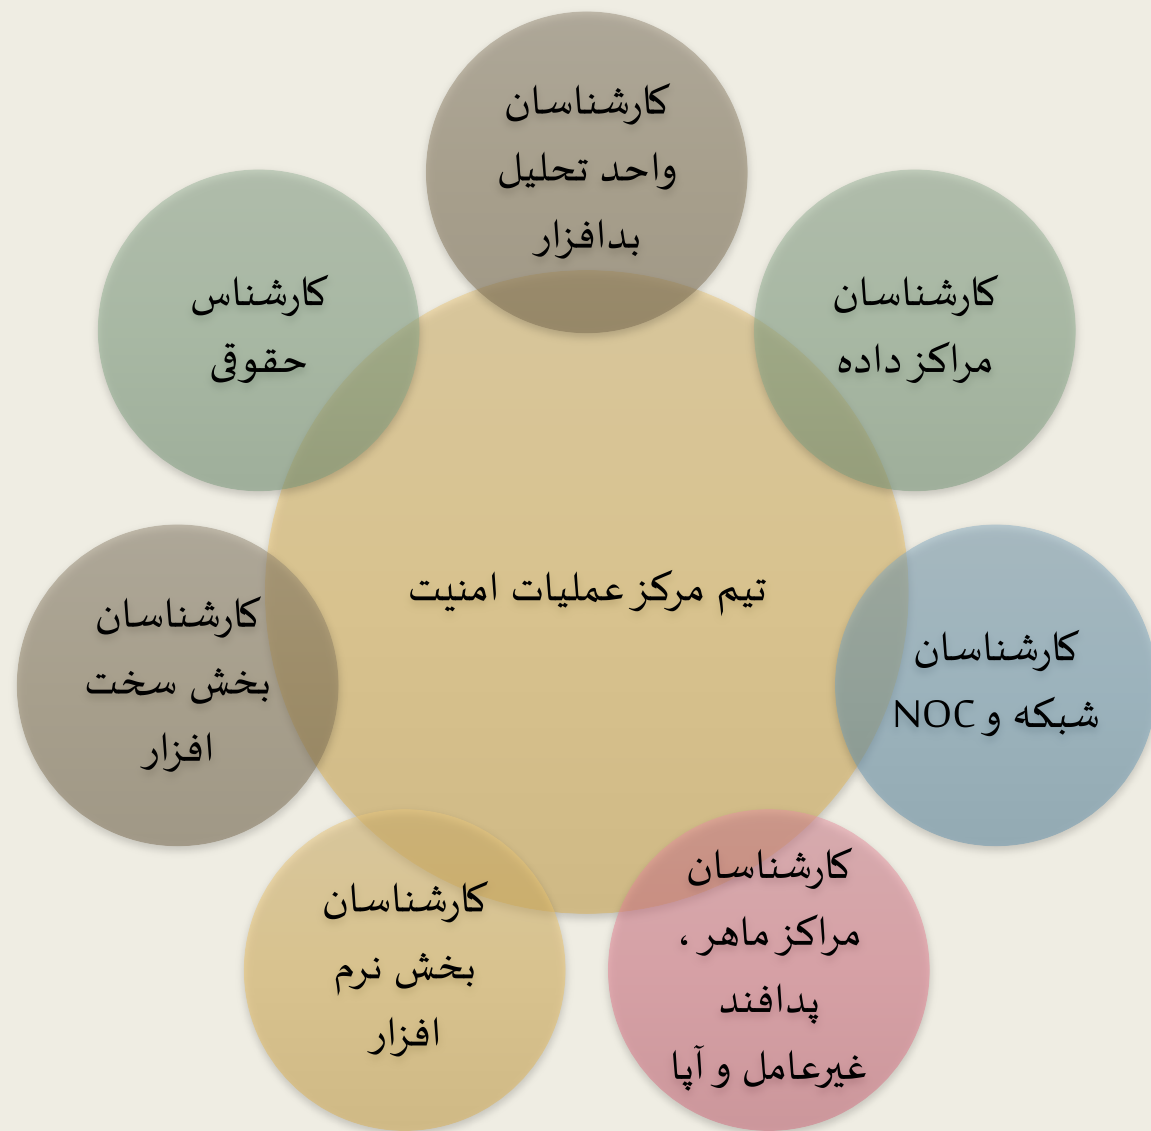 کارشناسان
واحد تحلیل
بدافزار
کارشناسان
مراکز داده
کارشناسان
شبکه و NOC
کارشناسان
مراکز ماهر ،
پدافند
غیرعامل و آپا
کارشناسان
بخش نرم
افزار
کارشناسان
بخش سخت
افزار
کارشناس
حقوقی
تیم مرکز عملیات امنیت